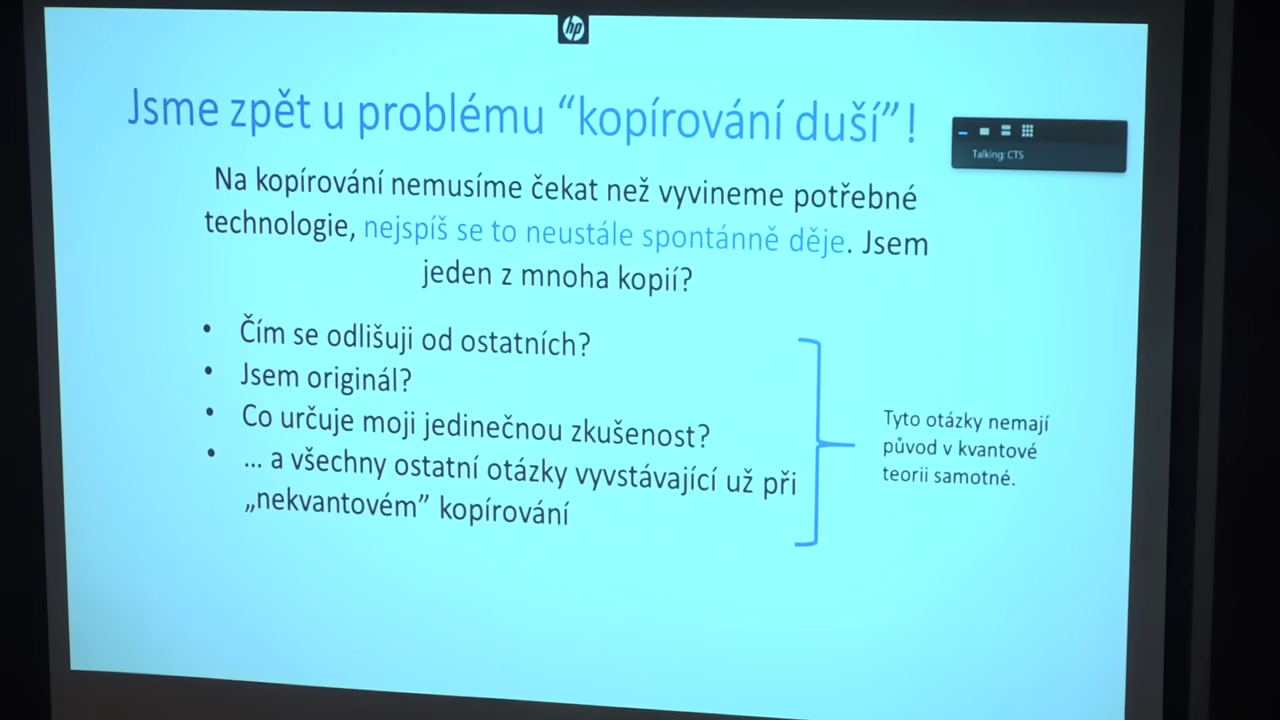 hp
Jsme zpět u problému “kopírování duší”!
Talking: CTS
Na kopírování nemusíme čekat než vyvineme potřebné
technologie, nejspíš se to neustále spontánně děje. Jsem
jeden z mnoha kopií?
• Čím se odlišuji od ostatních?
• Jsem originál?
• Co určuje moji jedinečnou zkušenost?
• ... a všechny ostatní otázky vyvstávající už při
„nekvantovém” kopírování
Tyto otázky nemají
původ v kvantové
teorii samotné.